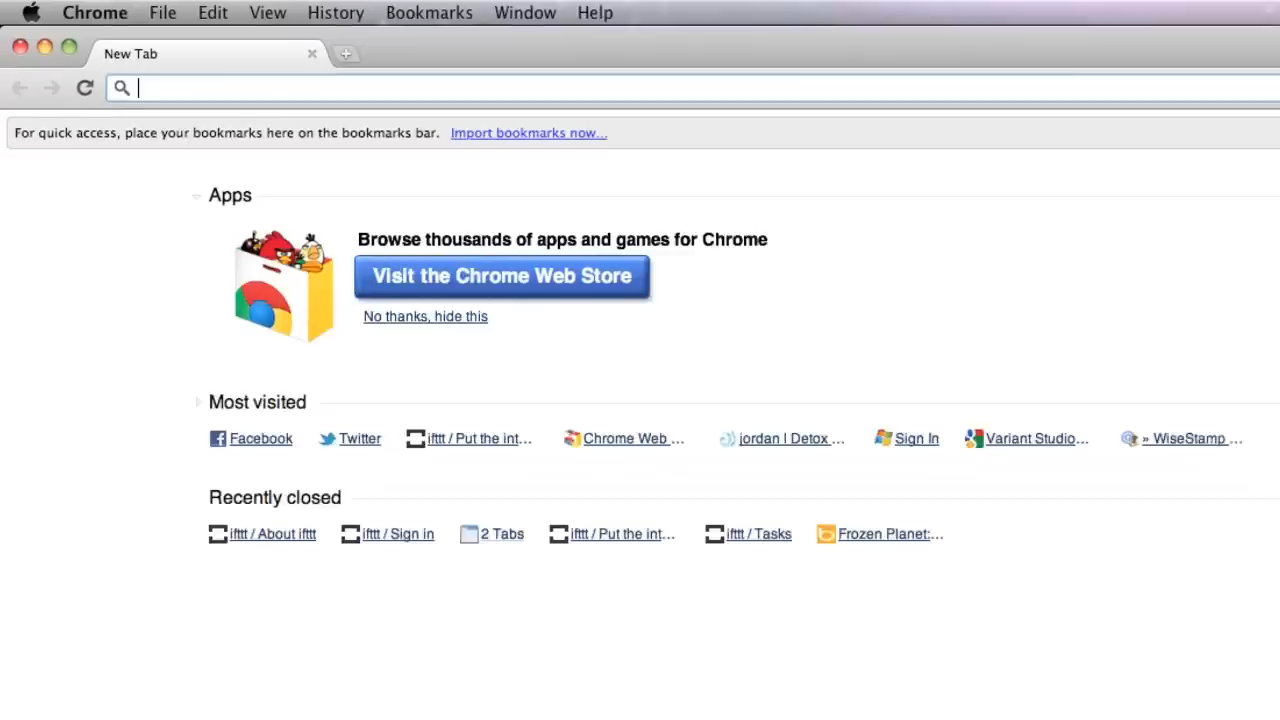 Chrome File Edit View History Bookmarks Window Help
New Tab
For quick access, place your bookmarks here on the bookmarks bar. Import bookmarks now...
Apps
Browse thousands of apps and games for Chrome
Visit the Chrome Web Store
No thanks, hide this
Most visited
Facebook Twitter ifttt / Put the int... Chrome Web ... jordan | Detox ... Sign In Variant Studio... » WiseStamp ...
Recently closed
ifttt / About ifttt ifttt / Sign in 2 Tabs ifttt / Put the int... ifttt / Tasks Frozen Planet:...